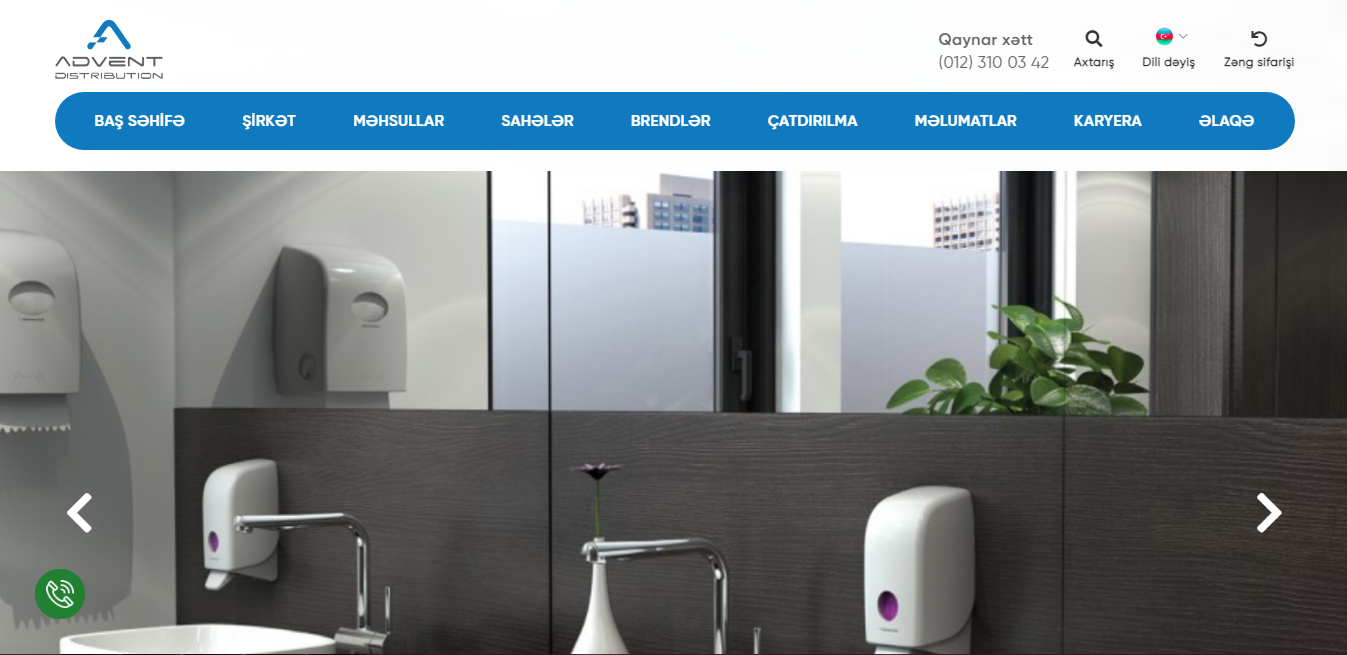 ADVENT
DISTRIBUTION
Qaynar xətt
(012) 310 03 42
Axtarış
Dili dəyiş
Zəng sifarişi
BAŞ SƏHİFƏ
ŞİRKƏT
MƏHSULLAR
SAHƏLƏR
BRENDLƏR
ÇATDIRILMA
MƏLUMATLAR
KARYERA
ƏLAQƏ